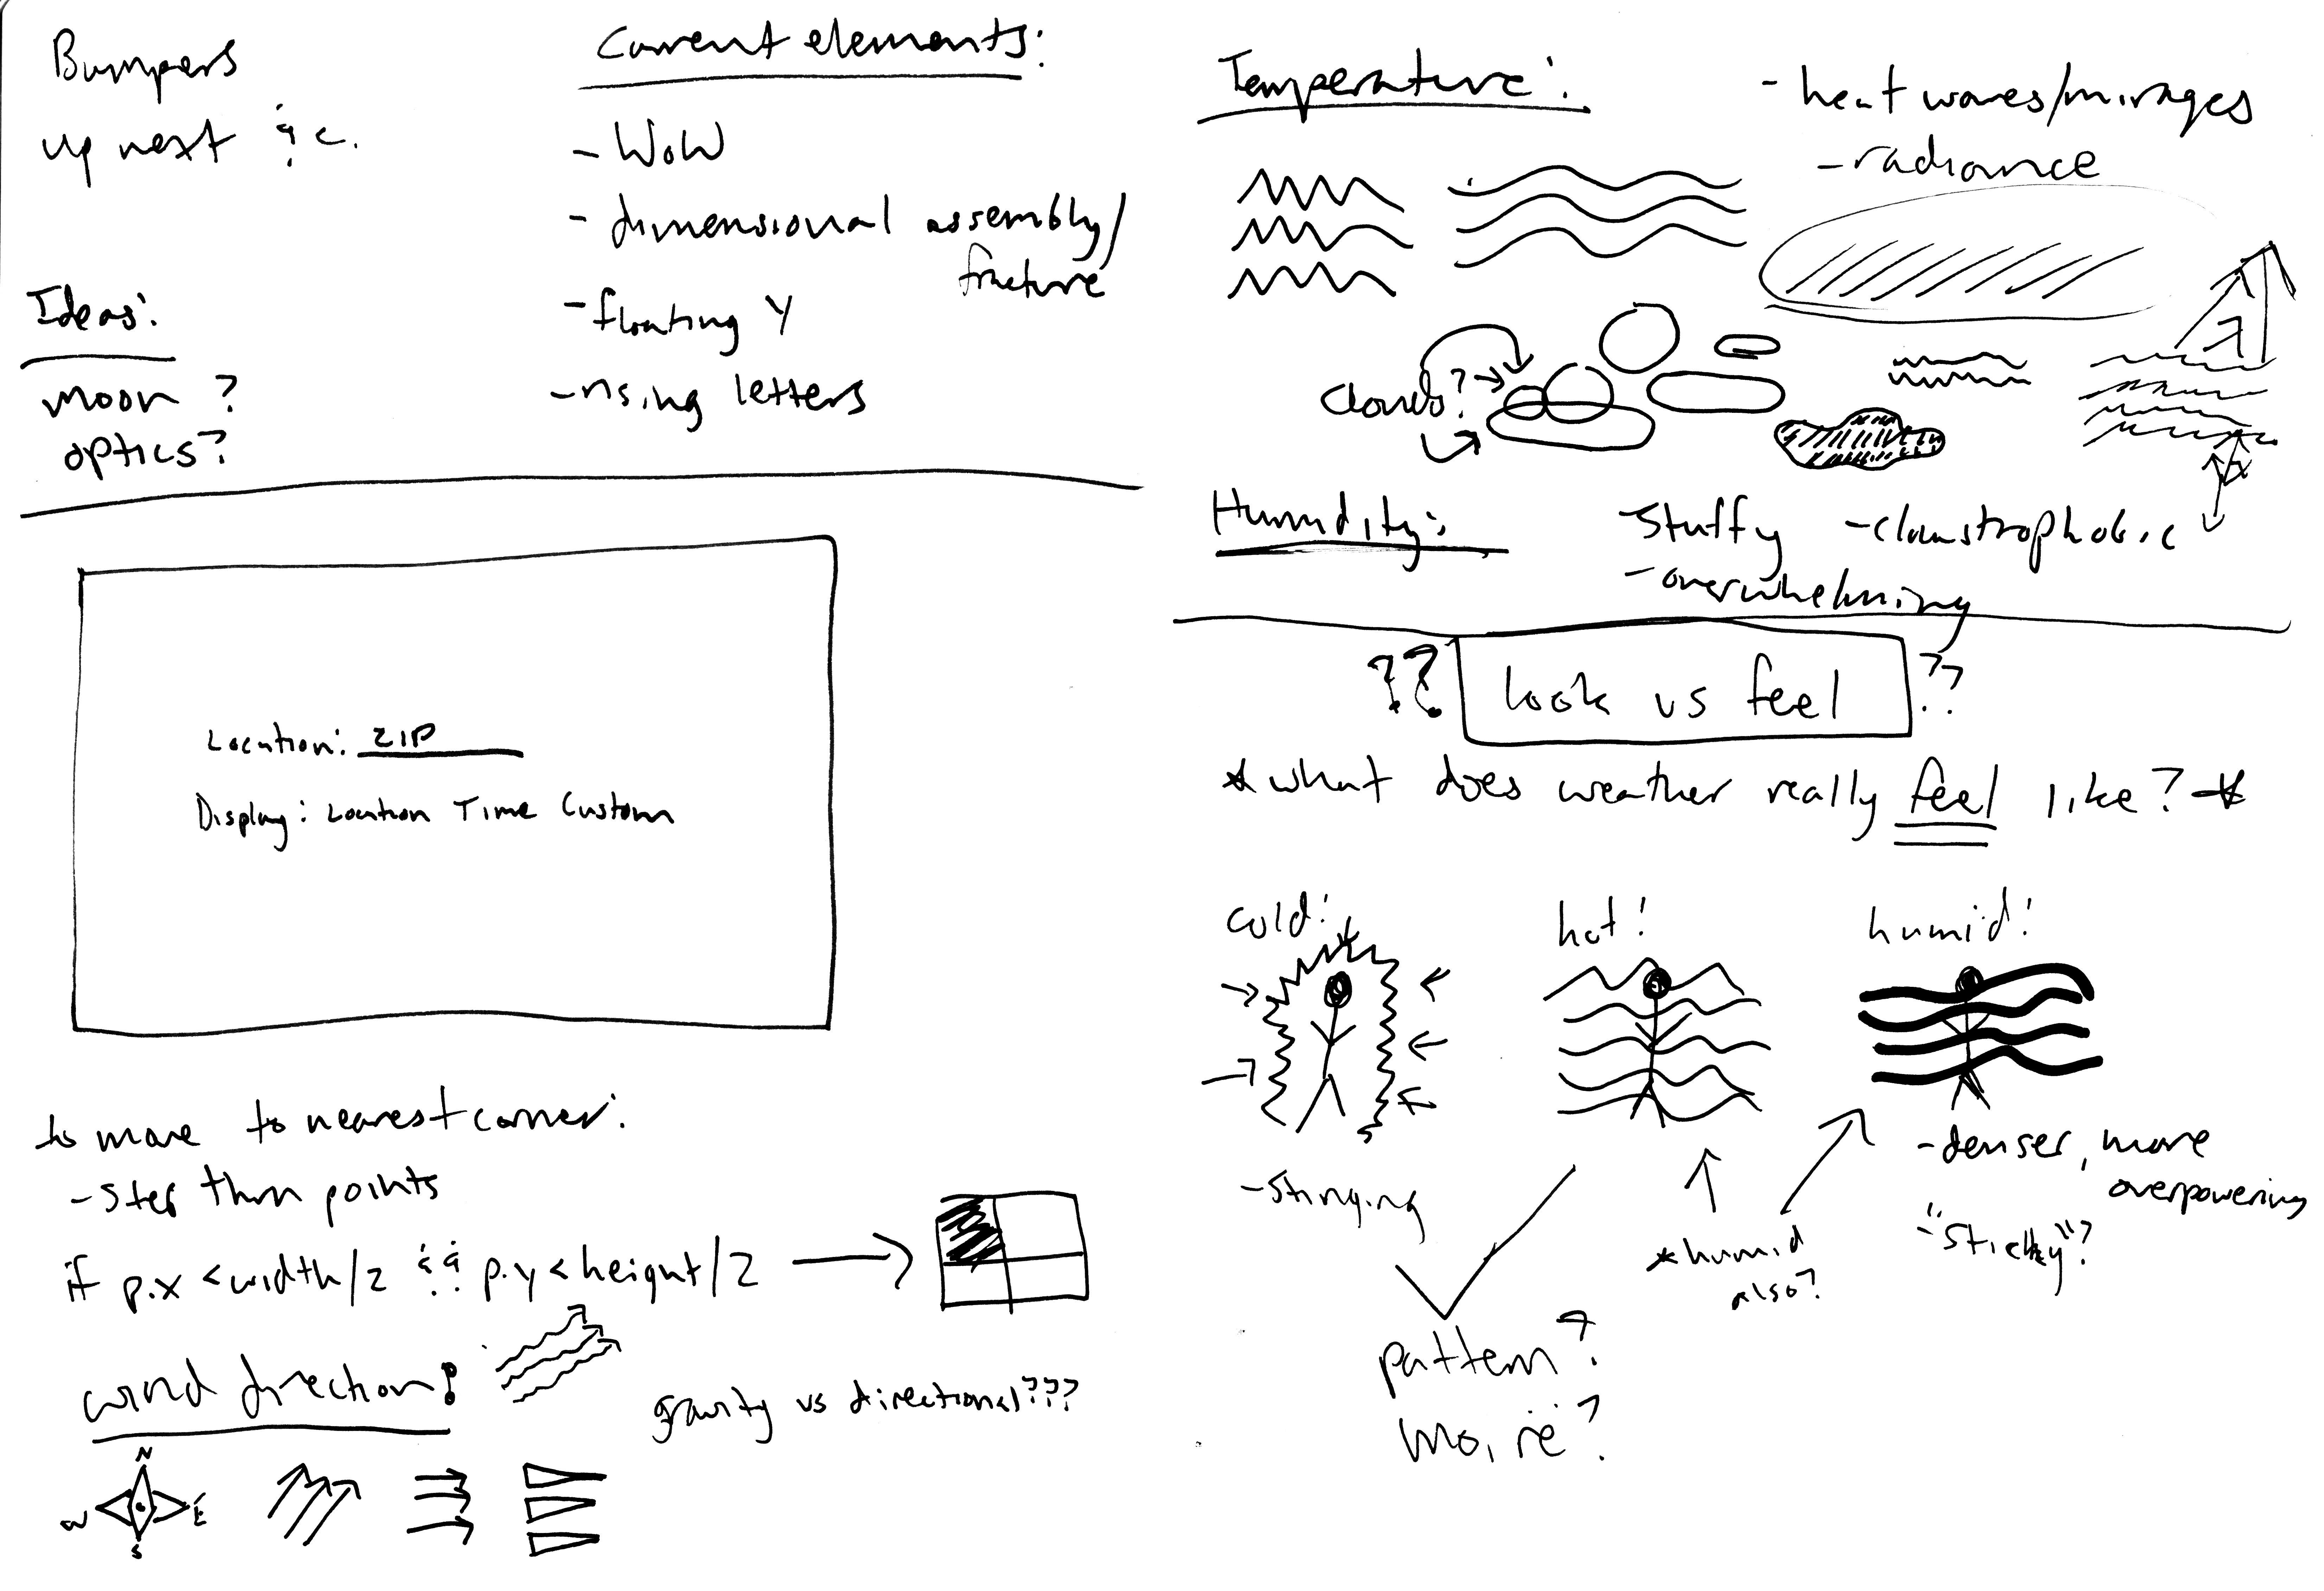 Bumpers
up next &c.
Ideas:
moon ?
optics?
Current elements:
- WoW
- dimensional assembly/
fracture
- floating Y
- rising letters
Location: ZIP
Display: Location Time Custom
to move to nearest corner:
- step thru points
if p.x < width/2 && p.y < height/2
wind direction:
gravity vs directional???
N
W E
S
Temperature:
- heat waves/mirages
- radiance
Clouds?
Humidity:
Stuffy - claustrophobic
- overwhelming
?? look vs feel ??
* what does weather really feel like? *
cold: hot! humid!
- Stinging
- denser, more
overpowering
"Sticky"?
* humid
also?
pattern?
moiré?